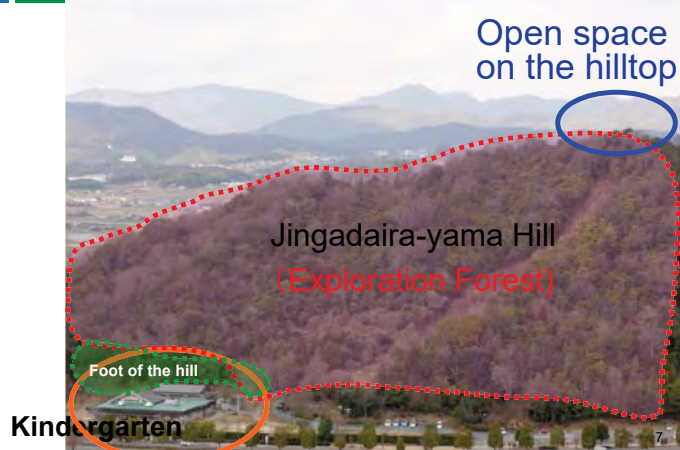 Open space
on the hilltop
Jingadaira-yama Hill
(Exploration Forest)
Foot of the hill
Kindergarten
7